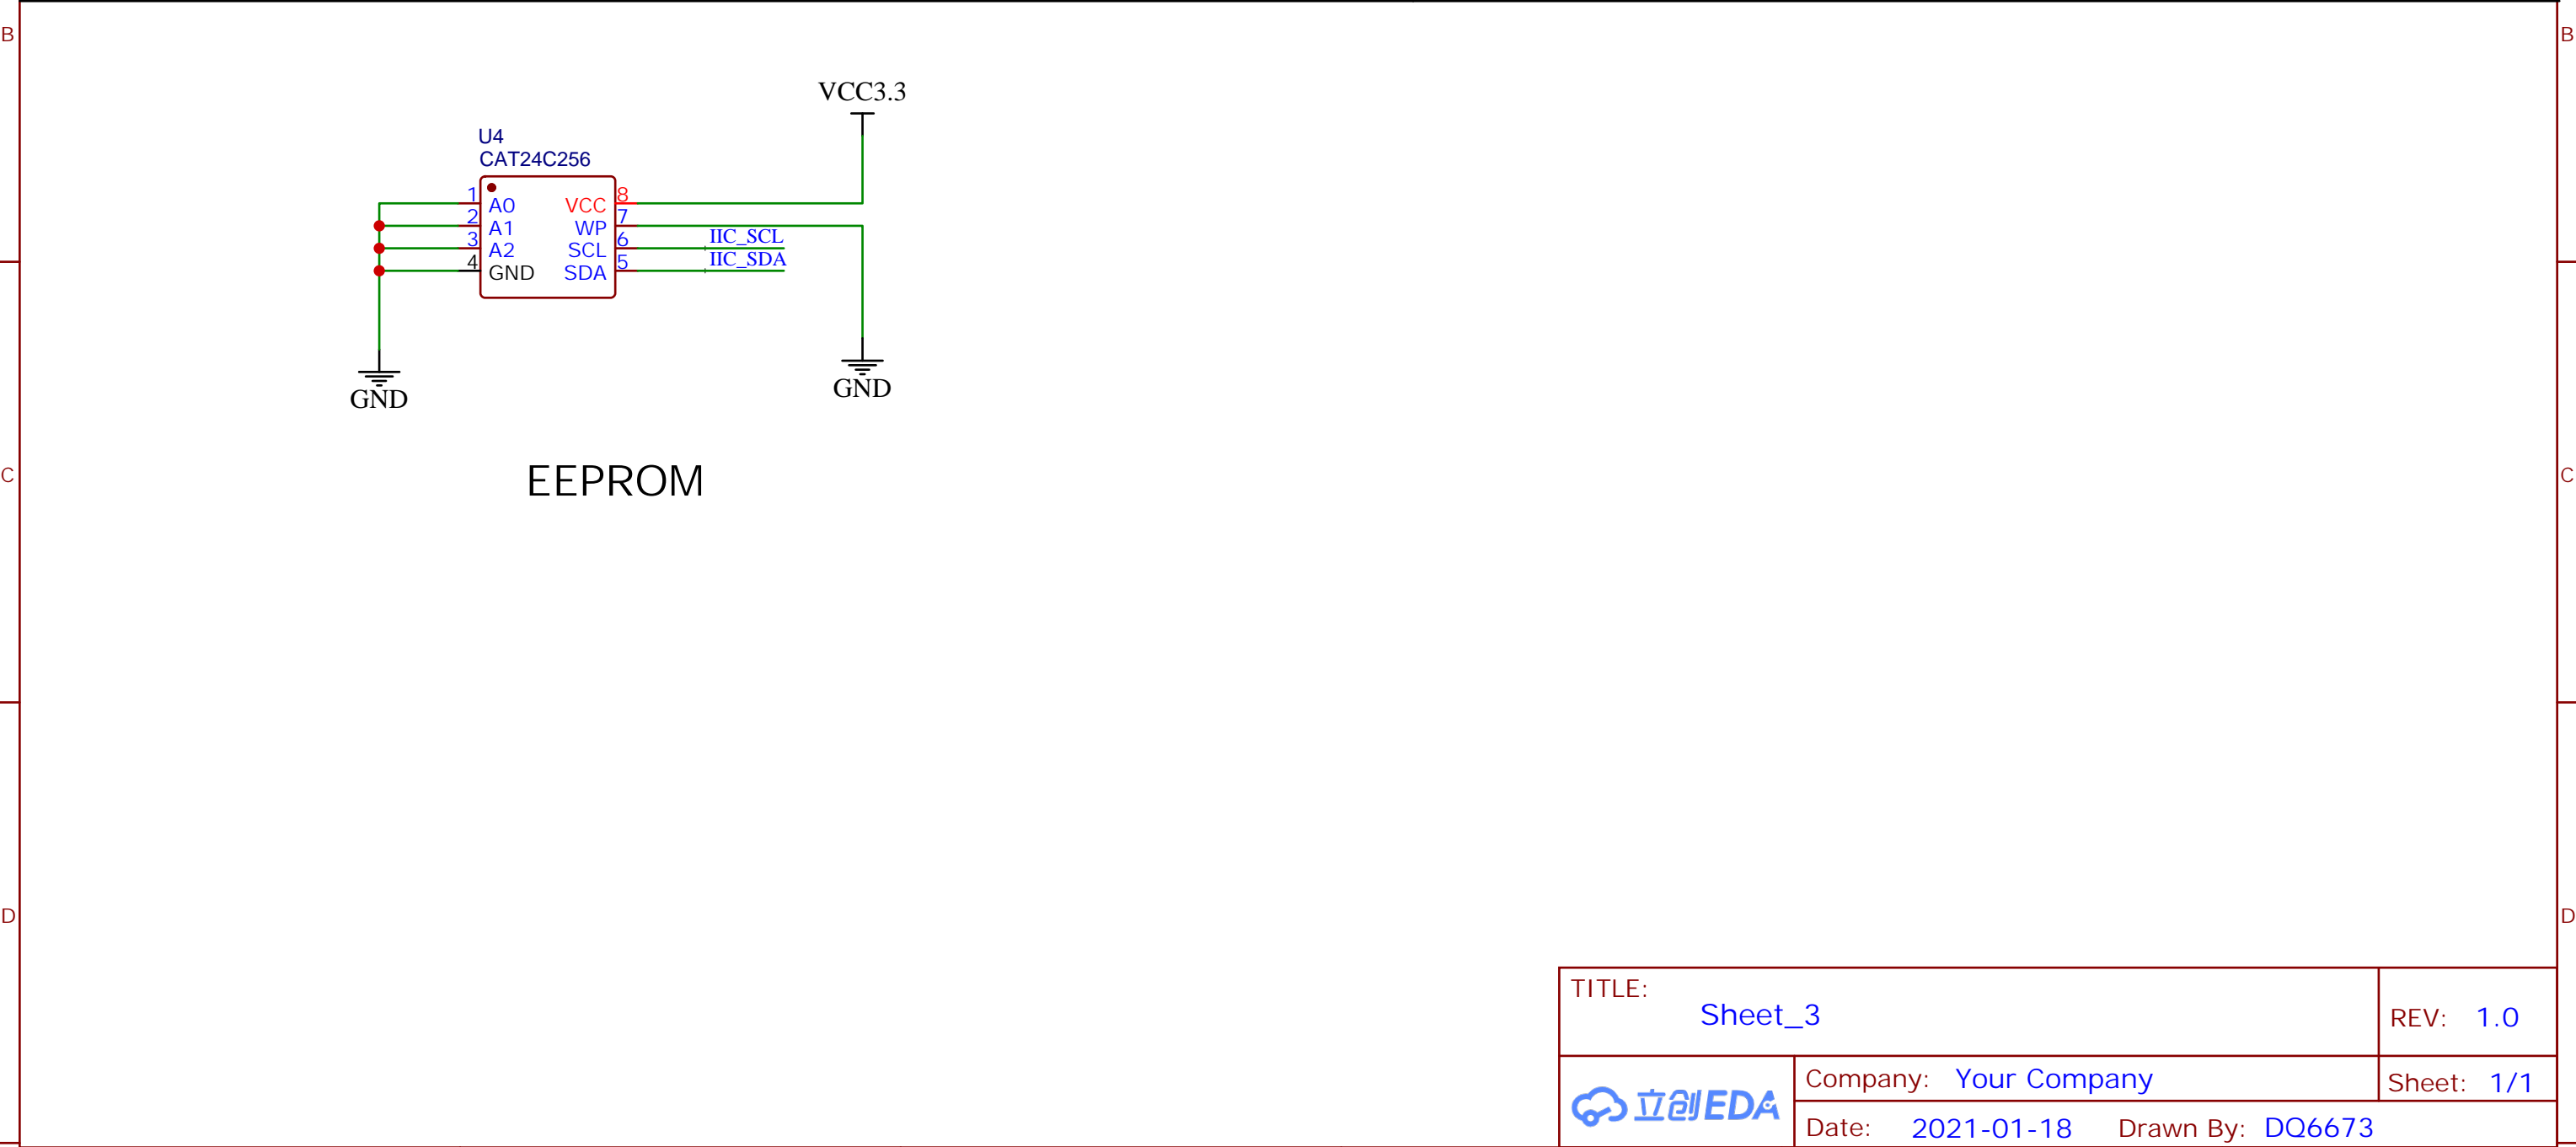 B
B
VCC3.3
U4
CAT24C256
1
A0
VCC
8
2
A1
WP
7
3
A2
SCL
6
IIC_SCL
4
GND
SDA
5
IIC_SDA
GND
GND
EEPROM
C
C
D
D
TITLE:
Sheet_3
REV: 1.0
立创EDA
Company: Your Company
Sheet: 1/1
Date: 2021-01-18 Drawn By: DQ6673